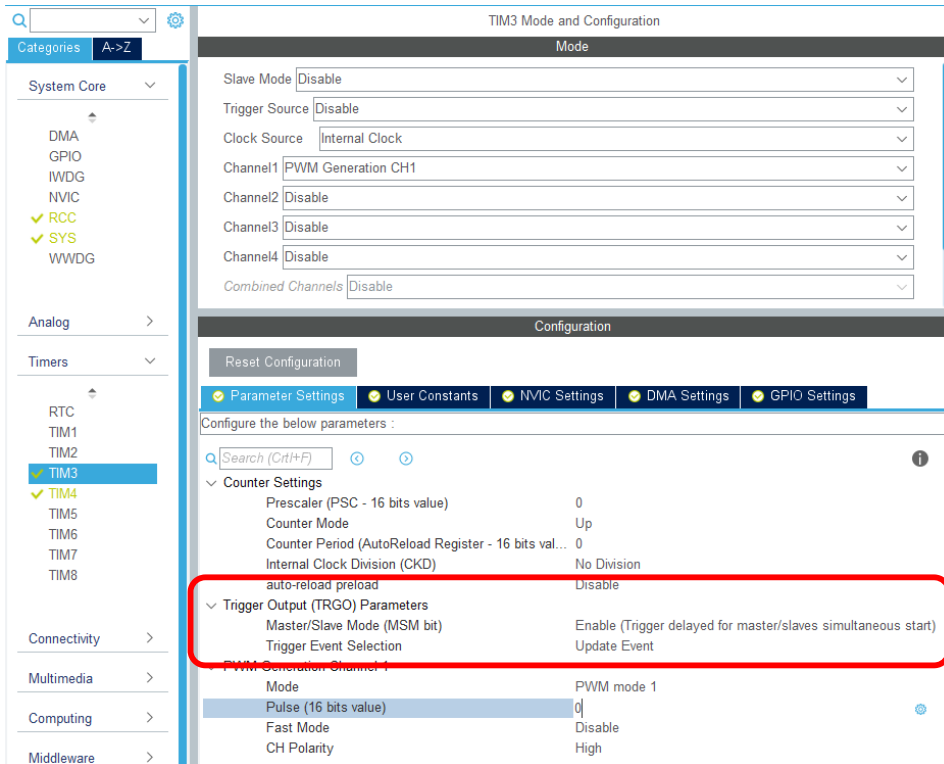 TIM3 Mode and Configuration
Categories A->Z
System Core
DMA
GPIO
IWDG
NVIC
RCC
SYS
WWDG
Analog
Timers
RTC
TIM1
TIM2
TIM3
TIM4
TIM5
TIM6
TIM7
TIM8
Connectivity
Multimedia
Computing
Middleware
Mode
Slave Mode Disable
Trigger Source Disable
Clock Source Internal Clock
Channel1 PWM Generation CH1
Channel2 Disable
Channel3 Disable
Channel4 Disable
Combined Channels Disable
Configuration
Reset Configuration
Parameter Settings User Constants NVIC Settings DMA Settings GPIO Settings
Configure the below parameters :
Search (Crtl+F)
Counter Settings
Prescaler (PSC - 16 bits value) 0
Counter Mode Up
Counter Period (AutoReload Register - 16 bits val... 0
Internal Clock Division (CKD) No Division
auto-reload preload Disable
Trigger Output (TRGO) Parameters
Master/Slave Mode (MSM bit) Enable (Trigger delayed for master/slaves simultaneous start)
Trigger Event Selection Update Event
PWM Generation Channel 1
Mode PWM mode 1
Pulse (16 bits value) 0
Fast Mode Disable
CH Polarity High